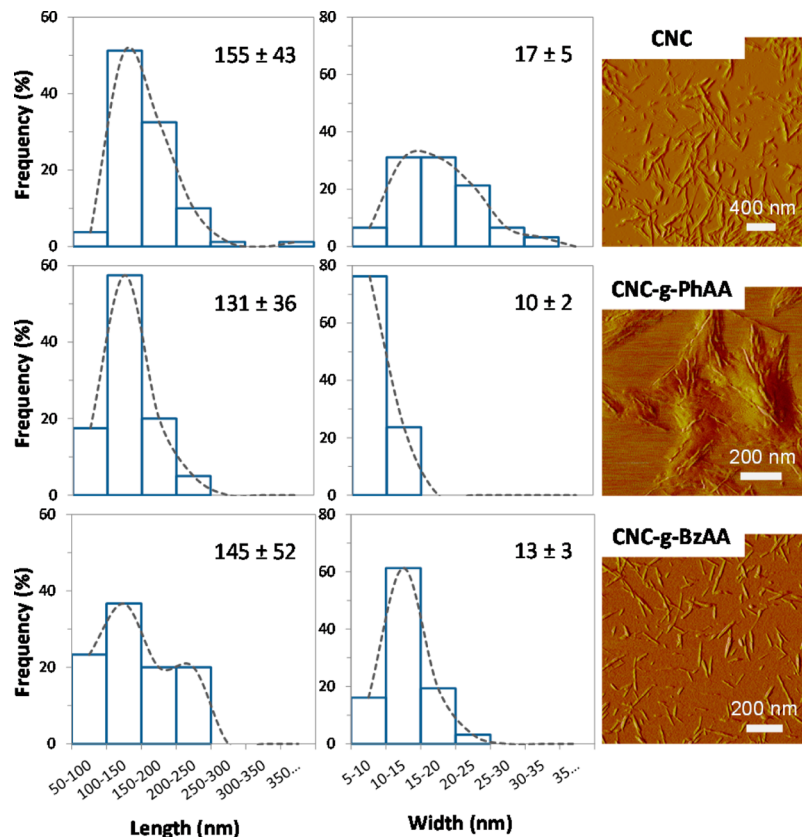 60
40
20
0
Frequency (%)
155 ± 43
80
60
40
20
0
17 ± 5
CNC
400 nm
60
40
20
0
Frequency (%)
131 ± 36
80
60
40
20
0
10 ± 2
CNC-g-PhAA
200 nm
60
40
20
0
Frequency (%)
145 ± 52
80
60
40
20
0
13 ± 3
CNC-g-BzAA
200 nm
50-100
100-150
150-200
200-250
250-300
300-350
350...
Length (nm)
5-10
10-15
15-20
20-25
25-30
30-35
35...
Width (nm)